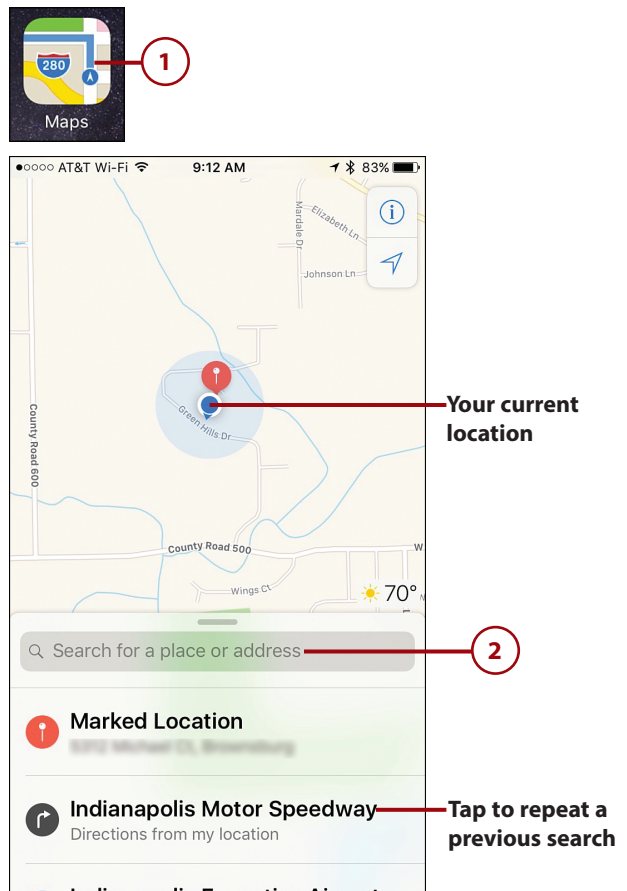 280
1
Maps
AT&T Wi-Fi 9:12 AM 83%
Mardale Dr
Elizabeth Ln
Johnson Ln
Green Hills Dr
Your current
location
County Road 600
County Road 500
W
Wings Ct
70°
Search for a place or address
2
Marked Location
Indianapolis Motor Speedway
Directions from my location
Tap to repeat a
previous search